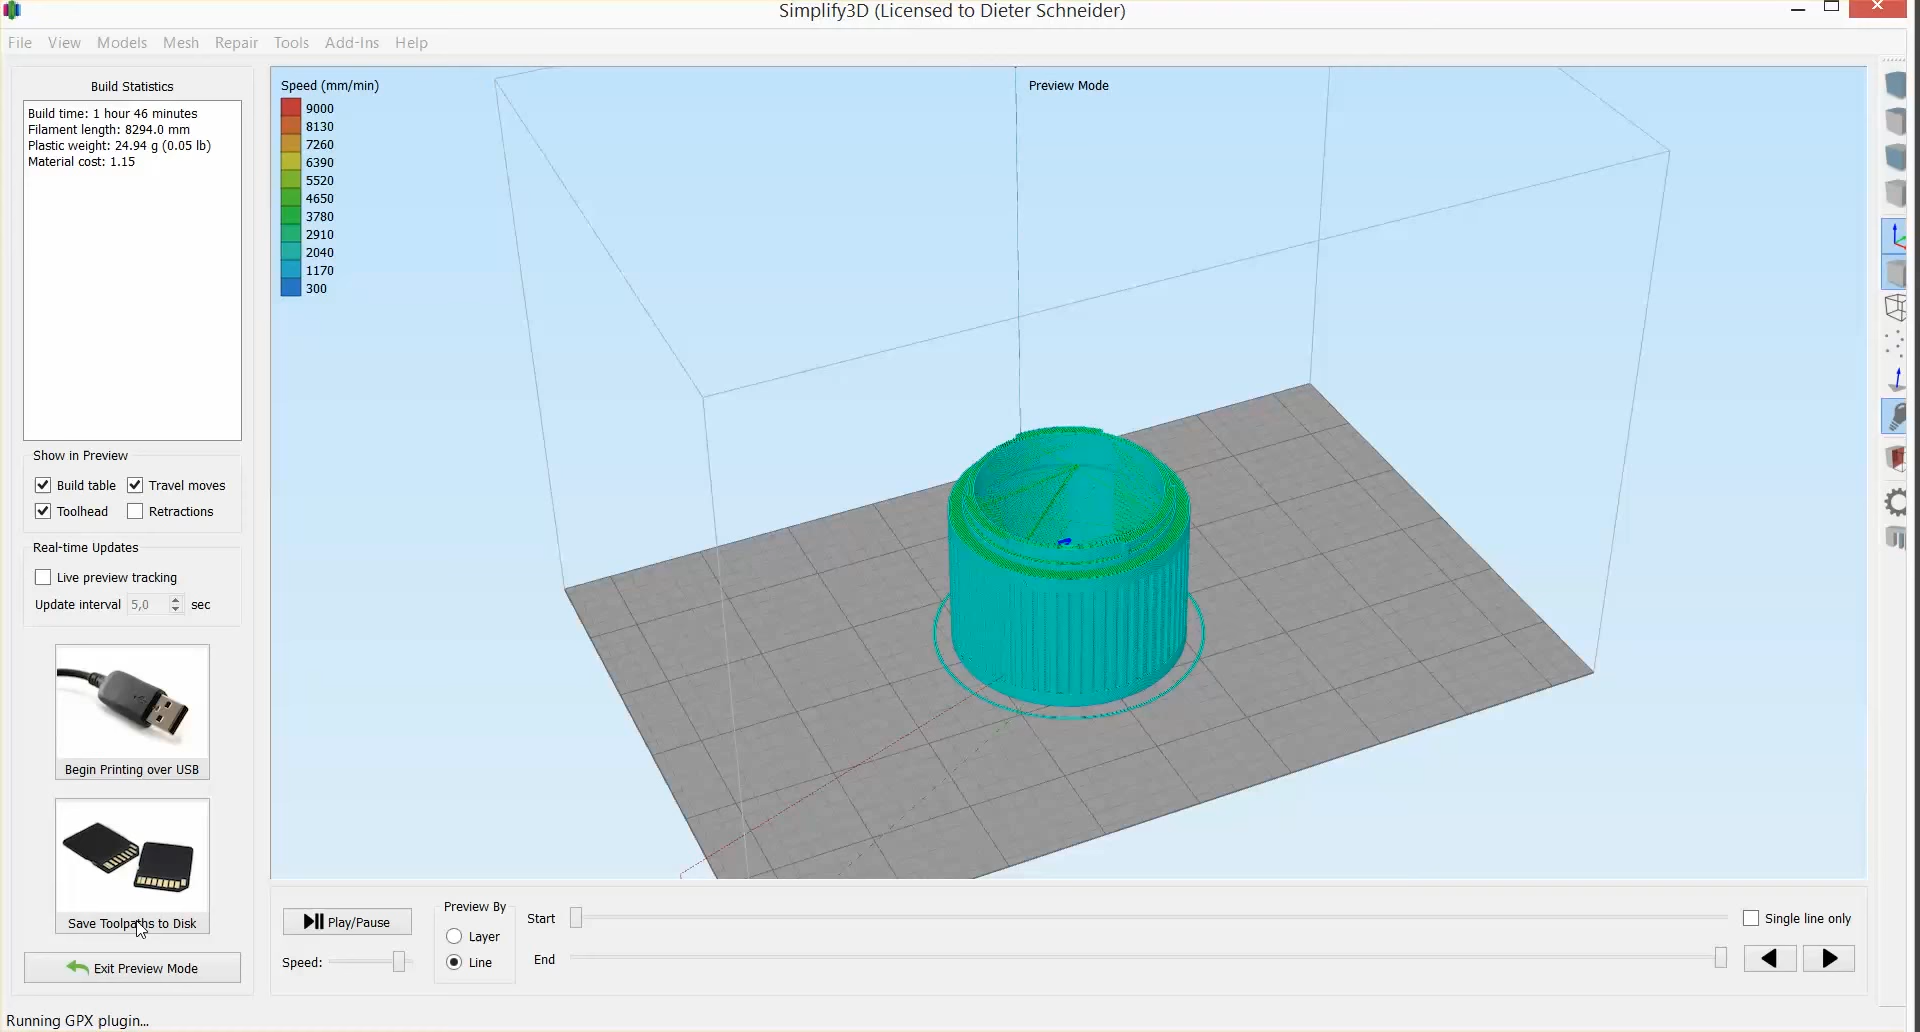 Simplify3D (Licensed to Dieter Schneider)
File View Models Mesh Repair Tools Add-Ins Help
Build Statistics
Build time: 1 hour 46 minutes
Filament length: 8294.0 mm
Plastic weight: 24.94 g (0.05 lb)
Material cost: 1.15
Show in Preview
Build table Travel moves
Toolhead Retractions
Real-time Updates
Live preview tracking
Update interval 5,0 sec
Begin Printing over USB
Save Toolpaths to Disk
Exit Preview Mode
Running GPX plugin...
Speed (mm/min)
9000
8130
7260
6390
5520
4650
3780
2910
2040
1170
300
Preview Mode
Play/Pause
Speed:
Preview By
Layer
Line
Start
End
Single line only